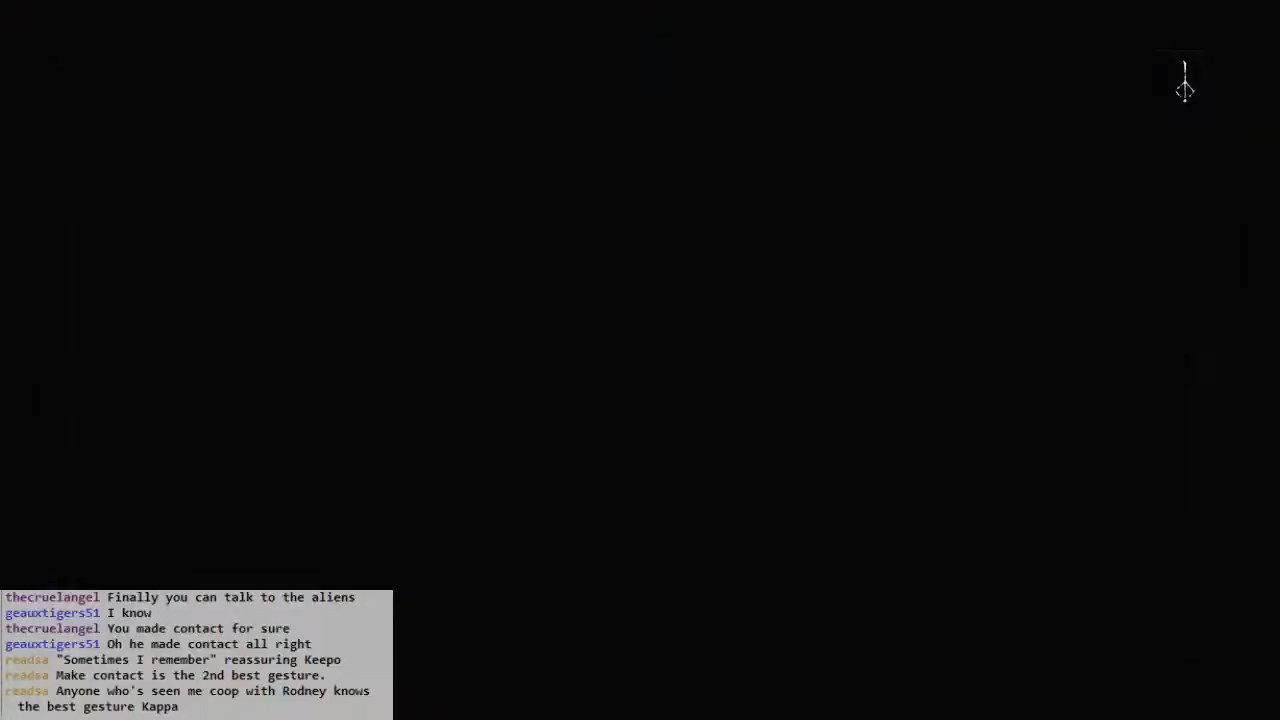 thecruelangel Finally you can talk to the aliens
geauxtigers51 I know
thecruelangel You made contact for sure
geauxtigers51 Oh he made contact all right
readsa "Sometimes I remember" reassuring Keepo
readsa Make contact is the 2nd best gesture.
readsa Anyone who's seen me coop with Rodney knows
the best gesture Kappa